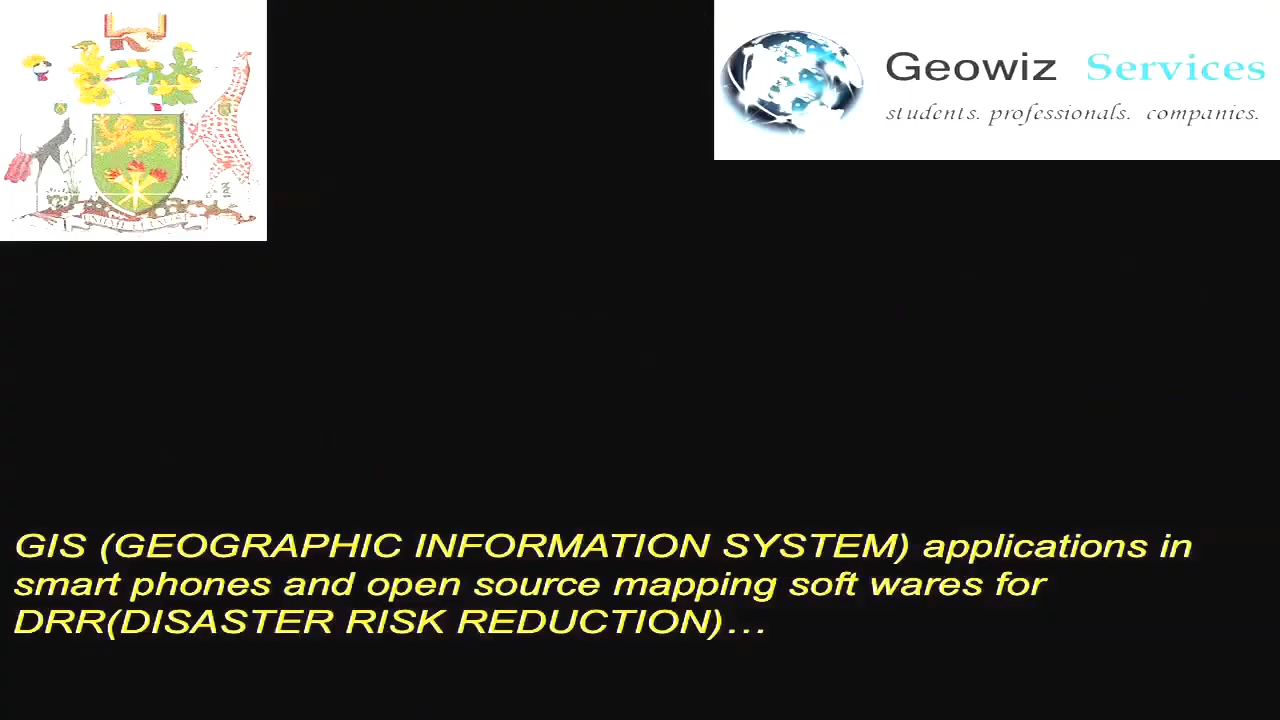 Geowiz Services
students. professionals. companies.
GIS (GEOGRAPHIC INFORMATION SYSTEM) applications in
smart phones and open source mapping soft wares for
DRR(DISASTER RISK REDUCTION)...